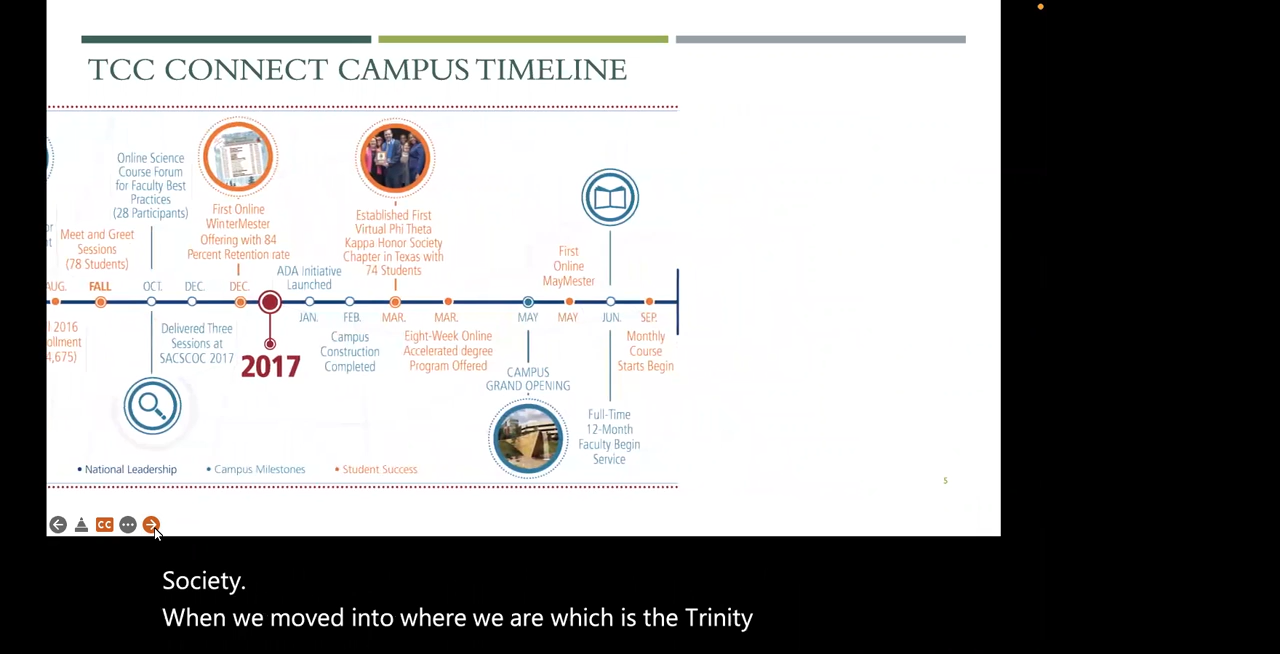 TCC CONNECT CAMPUS TIMELINE
Online Science
Course Forum
for Faculty Best
Practices
(28 Participants)
Meet and Greet
Sessions
(78 Students)
First Online
WinterMester
Offering with 84
Percent Retention rate
ADA Initiative
Launched
Established First
Virtual Phi Theta
Kappa Honor Society
Chapter in Texas with
74 Students
First
Online
MayMester
AUG.
FALL
OCT.
DEC.
DEC.
JAN.
FEB.
MAR.
MAR.
MAY
MAY
JUN.
SEP.
l 2016
ollment
4,675)
Delivered Three
Sessions at
SACSCOC 2017
2017
Campus
Construction
Completed
Eight-Week Online
Accelerated degree
Program Offered
CAMPUS
GRAND OPENING
Full-Time
12-Month
Faculty Begin
Service
Monthly
Course
Starts Begin
• National Leadership
• Campus Milestones
• Student Success
5
CC
Society.
When we moved into where we are which is the Trinity